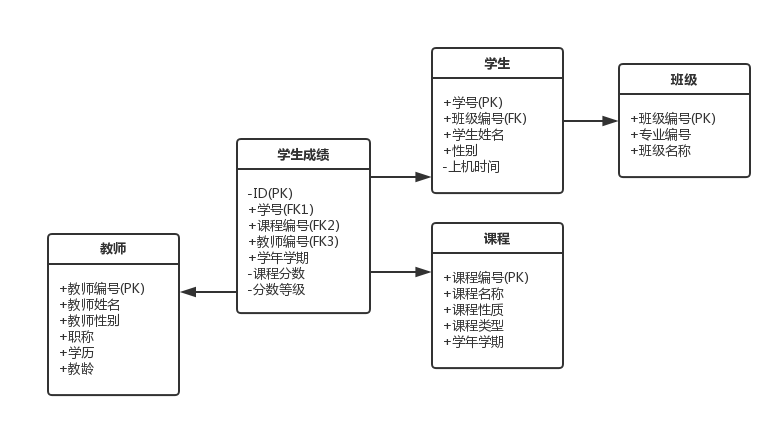 学生
+学号(PK)
+班级编号(FK)
+学生姓名
+性别
-上机时间
班级
+班级编号(PK)
+专业编号
+班级名称
学生成绩
-ID(PK)
+学号(FK1)
+课程编号(FK2)
+教师编号(FK3)
+学年学期
-课程分数
-分数等级
教师
+教师编号(PK)
+教师姓名
+教师性别
+职称
+学历
+教龄
课程
+课程编号(PK)
+课程名称
+课程性质
+课程类型
+学年学期